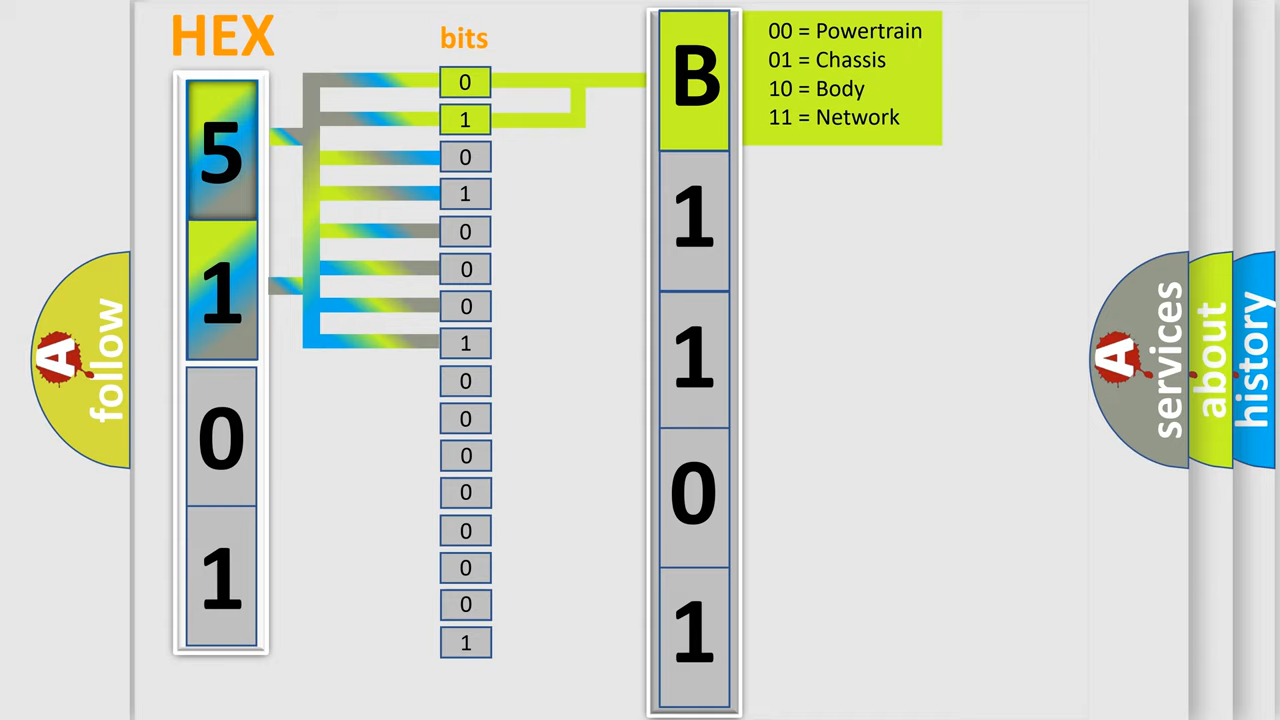 HEX
bits
5
1
0
1
0
1
0
1
0
0
0
1
0
0
0
0
0
0
0
1
B
1
1
0
1
00 = Powertrain
01 = Chassis
10 = Body
11 = Network
A
follow
A
services
about
history